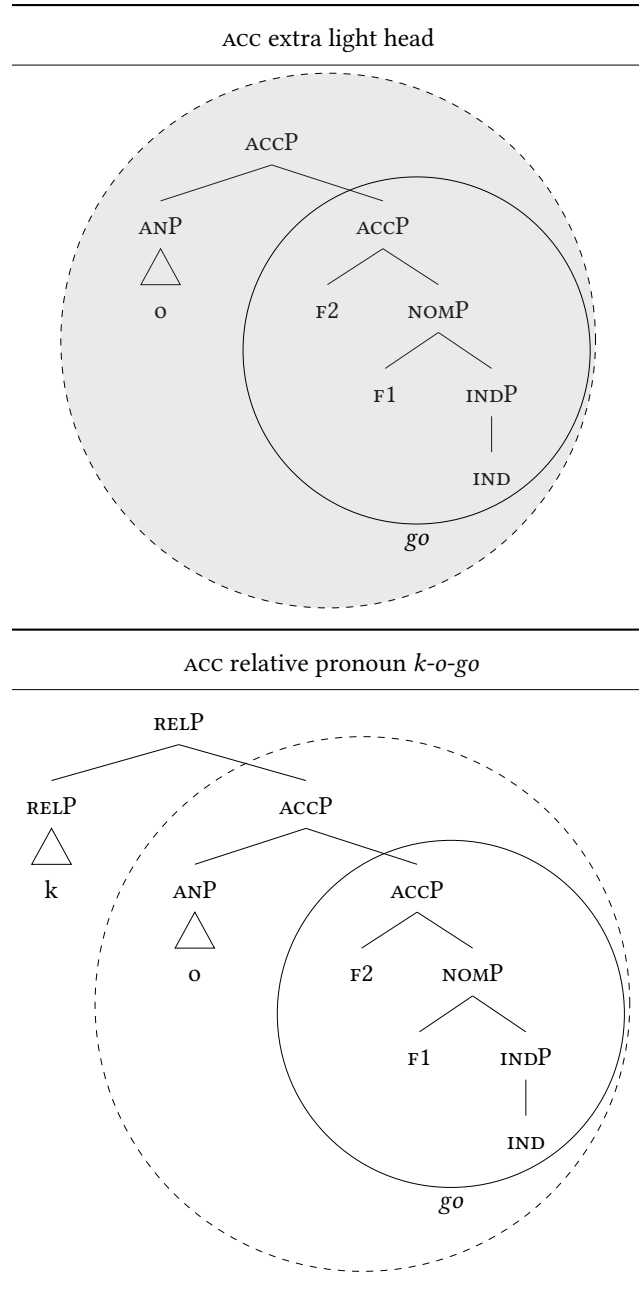 ACC extra light head
ACCP
ANP ACCP
o F2 NOMP
F1 INDP
IND
go
ACC relative pronoun k-o-go
RELP
RELP ACCP
k ANP ACCP
o F2 NOMP
F1 INDP
IND
go